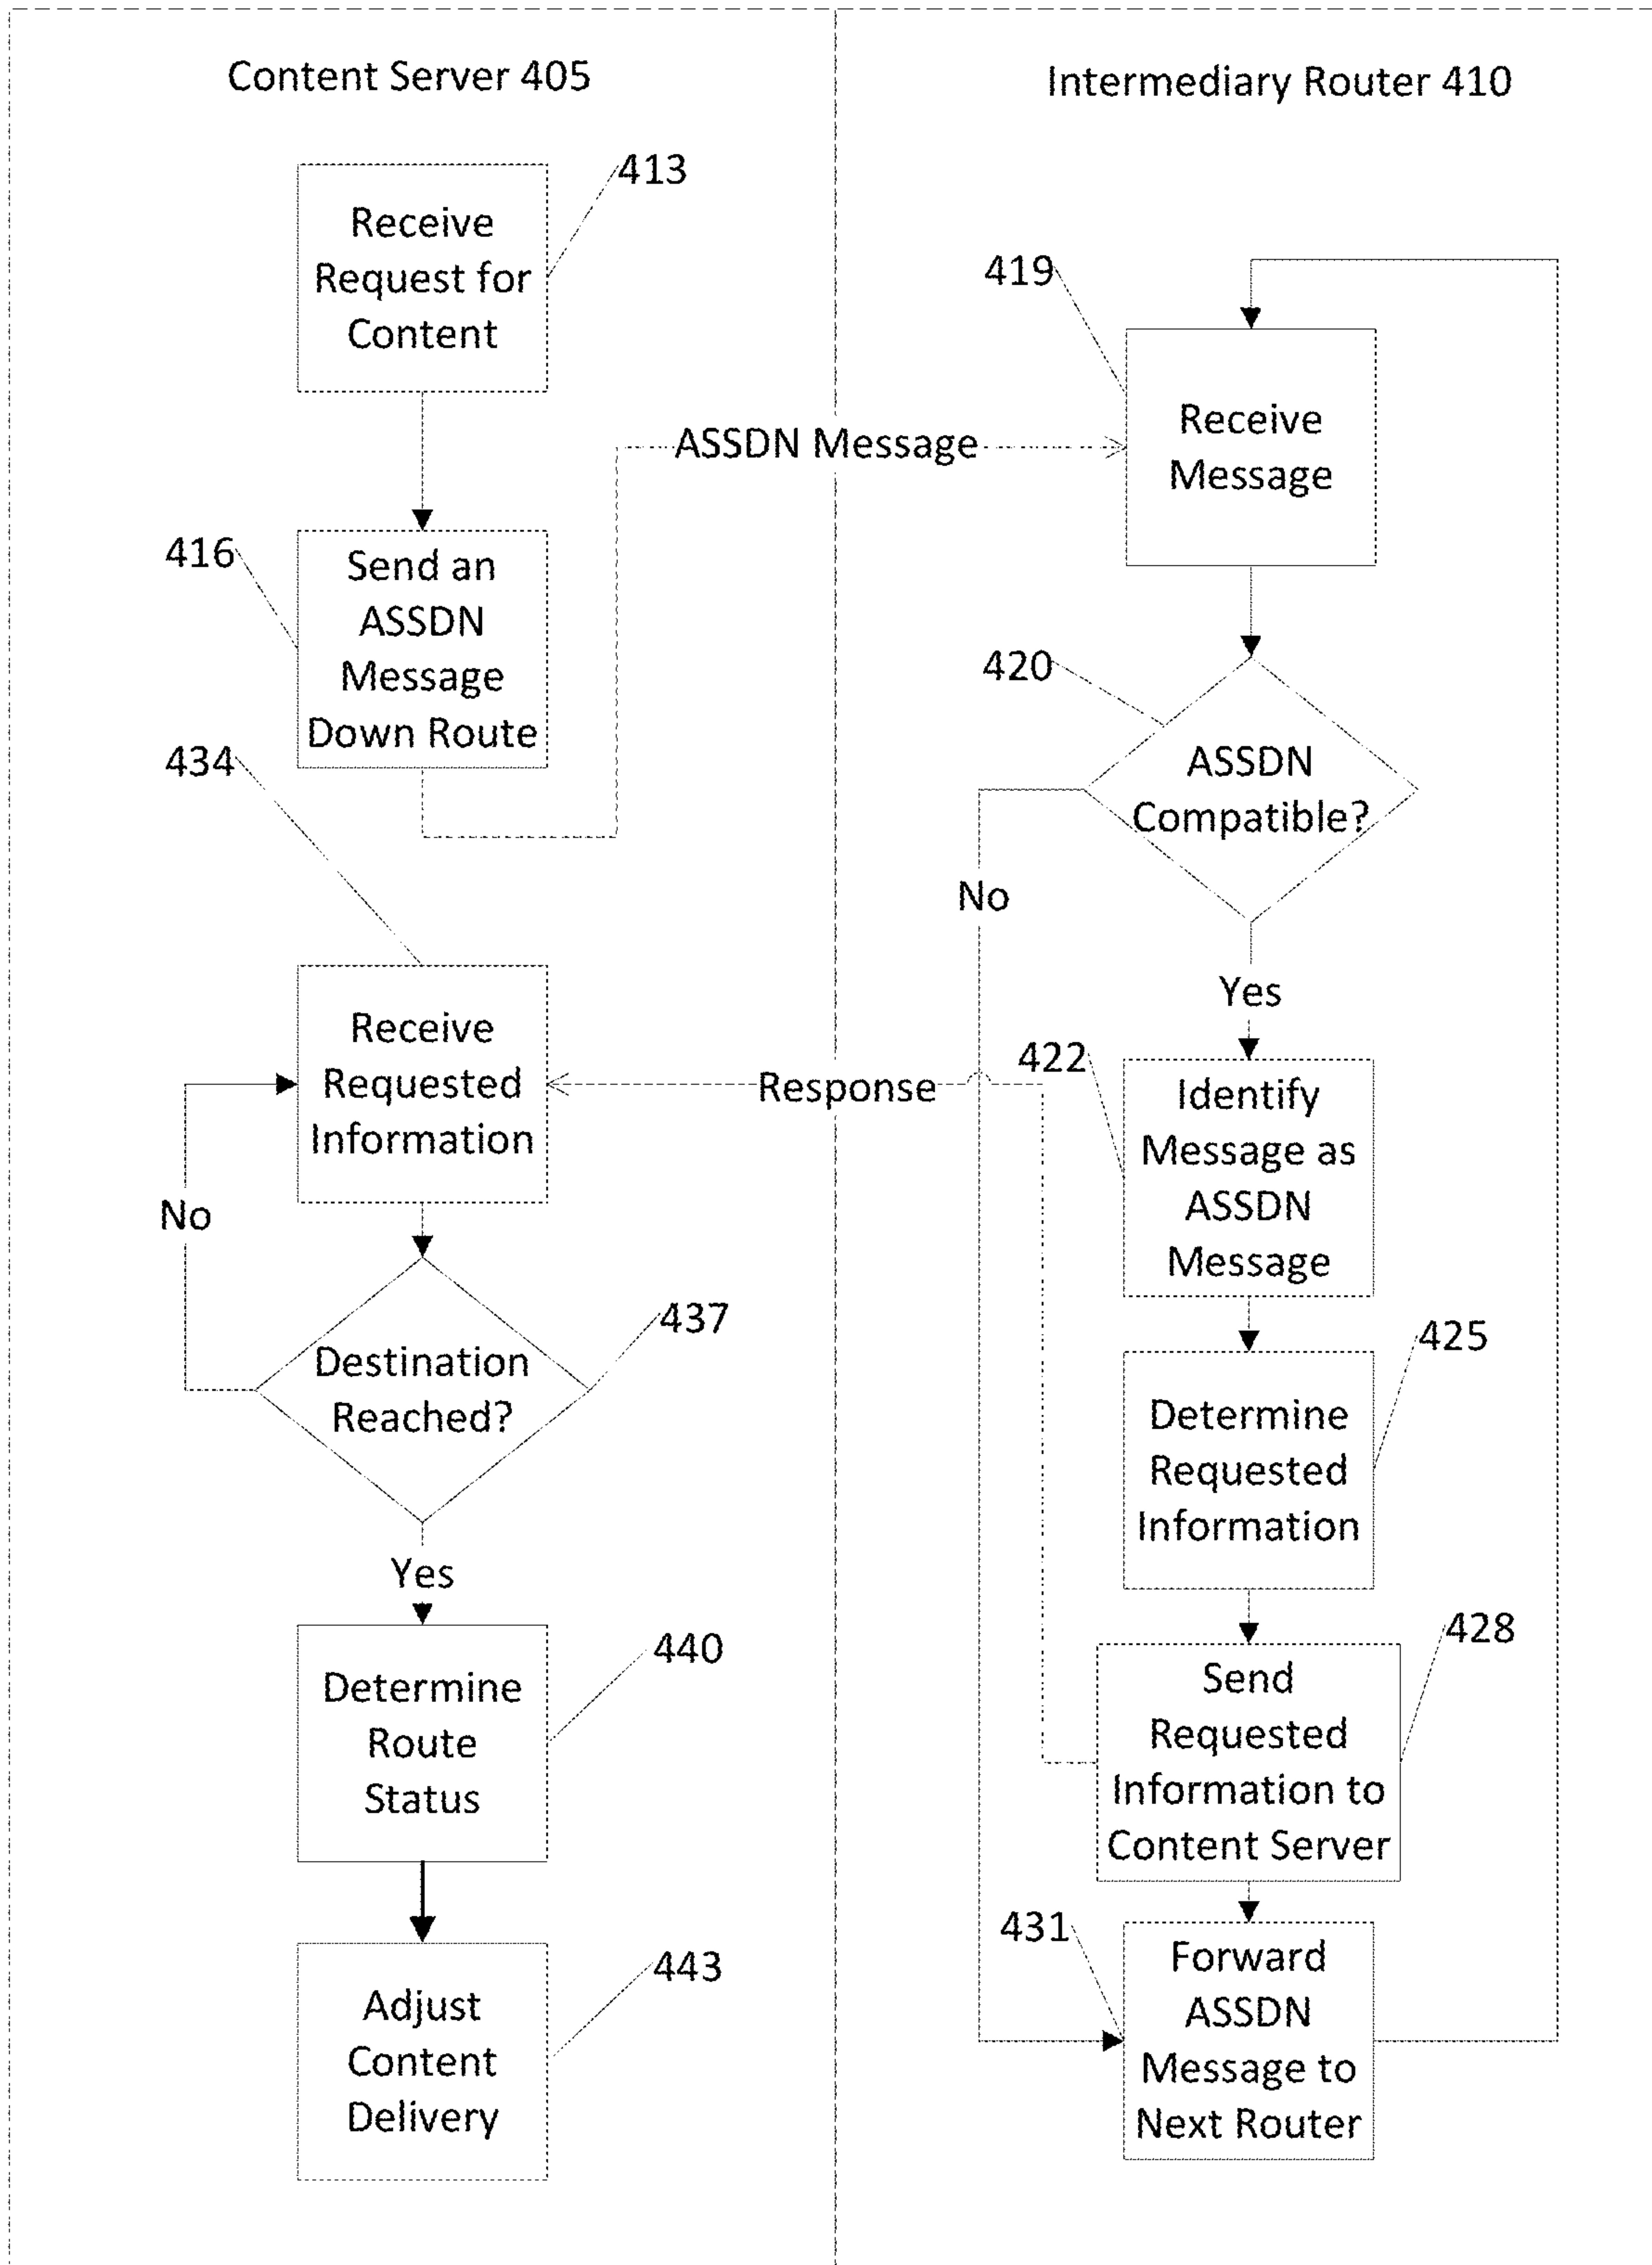 Content Server 405
413
Receive
Request for
Content
416
Send an
ASSDN
Message
Down Route
434
ASSDN Message
Receive
Requested
Information
No
Response
437
Destination
Reached?
Yes
440
Determine
Route
Status
443
Adjust
Content
Delivery
Intermediary Router 410
419
Receive
Message
420
ASSDN
Compatible?
No
Yes
422
Identify
Message as
ASSDN
Message
425
Determine
Requested
Information
428
Send
Requested
Information to
Content Server
431
Forward
ASSDN
Message to
Next Router